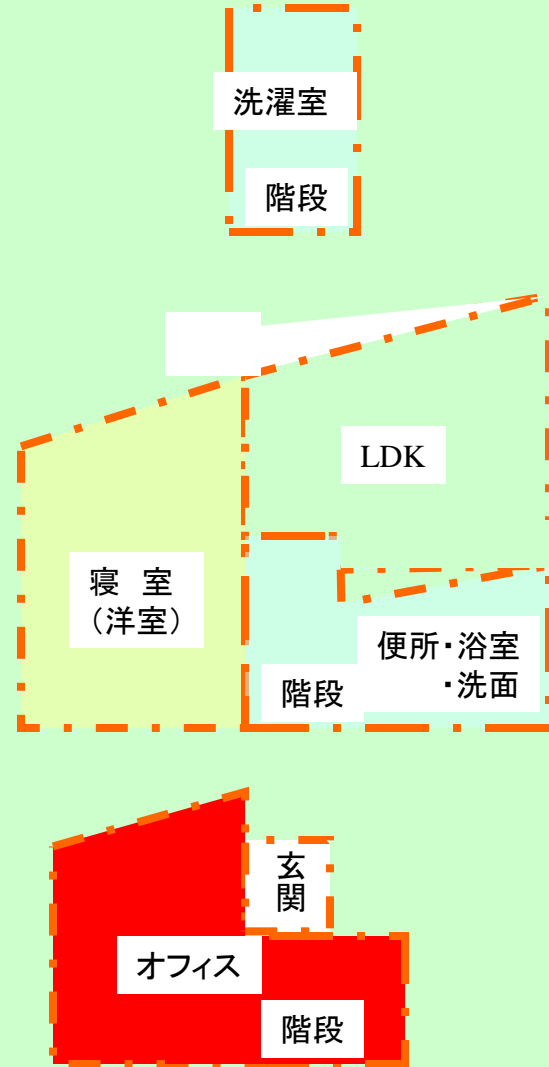 洗濯室
階段
LDK
寝 室
（洋室）
便所・浴室
・洗面
階段
玄
関
オフィス
階段